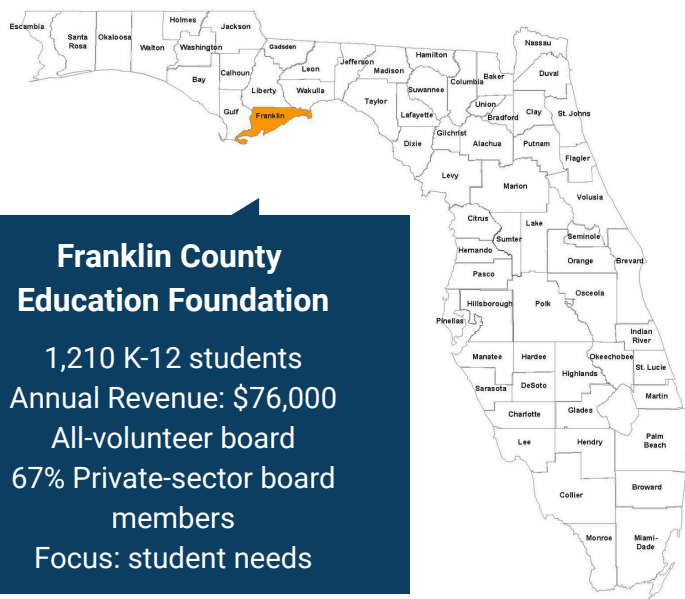 Escambia
Santa
Rosa
Okaloosa
Walton
Holmes
Washington
Jackson
Bay
Calhoun
Gulf
Liberty
Gadsden
Franklin
Leon
Wakulla
Jefferson
Madison
Taylor
Hamilton
Suwannee
Lafayette
Dixie
Columbia
Gilchrist
Levy
Baker
Union
Bradford
Alachua
Nassau
Duval
Clay
St. Johns
Putnam
Flagler
Marion
Volusia
Citrus
Sumter
Lake
Seminole
Hernando
Orange
Brevard
Pasco
Osceola
Hillsborough
Polk
Pinellas
Indian
River
Manatee
Hardee
Highlands
Okeechobee
St. Lucie
Sarasota
DeSoto
Martin
Charlotte
Glades
Lee
Hendry
Palm
Beach
Collier
Broward
Monroe
Miami-
Dade
Franklin County
Education Foundation
1,210 K-12 students
Annual Revenue: $76,000
All-volunteer board
67% Private-sector board
members
Focus: student needs